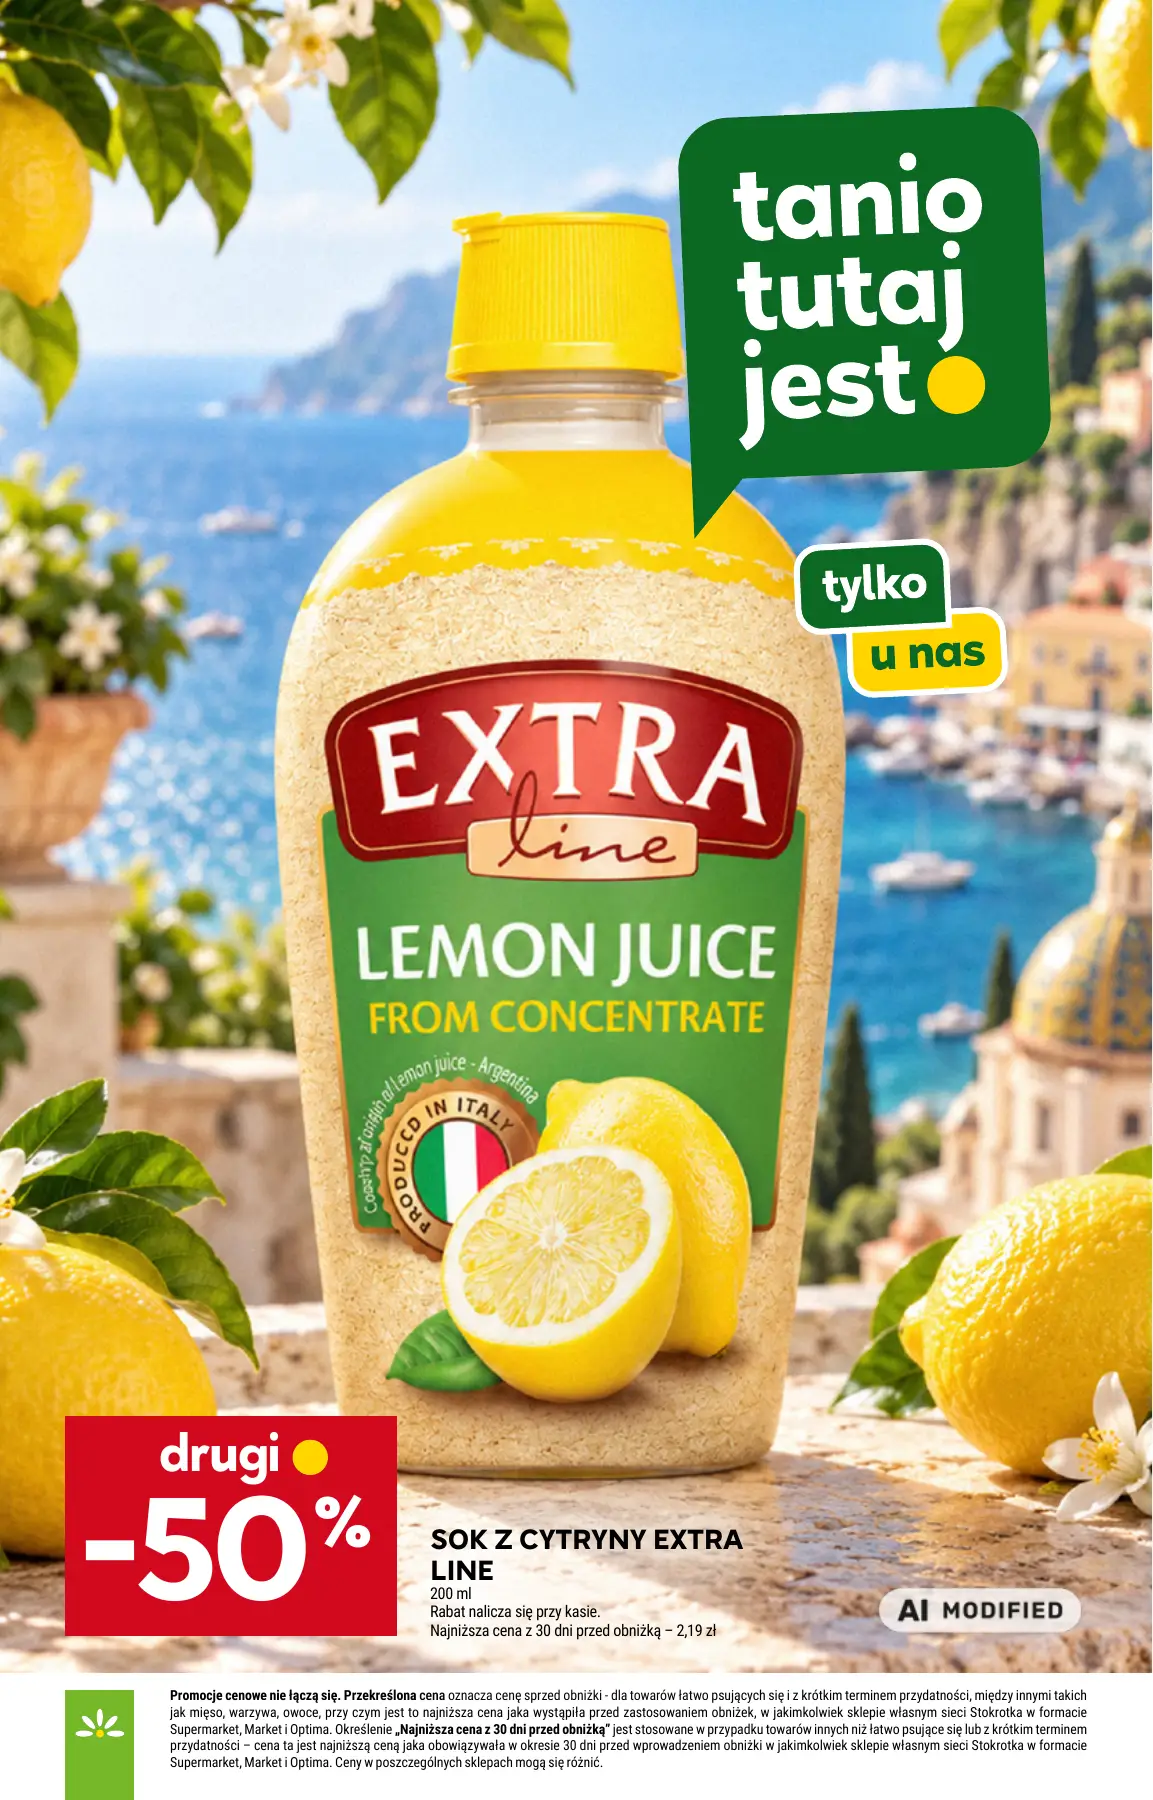 tanio
tutaj
jest
tylko
u nas
EXTRA
line
LEMON JUICE
FROM CONCENTRATE
of lemon juice - Argentina
PRODUCCD IN ITALY
drugi
-50%
SOK Z CYTRYNY EXTRA
LINE
200 ml
Rabat nalicza się przy kasie.
Najniższa cena z 30 dni przed obniżką – 2,19 zł
AI MODIFIED
Promocje cenowe nie łączą się. Przekreślona cena oznacza cenę sprzed obniżki - dla towarów łatwo psujących się i z krótkim terminem przydatności, między innymi takich
jak mięso, warzywa, owoce, przy czym jest to najniższa cena jaka wystąpiła przed zastosowaniem obniżek, w jakimkolwiek sklepie własnym sieci Stokrotka w formacie
Supermarket, Market i Optima. Określenie „Najniższa cena z 30 dni przed obniżką” jest stosowane w przypadku towarów innych niż łatwo psujące się lub z krótkim terminem
przydatności – cena ta jest najniższą ceną jaka obowiązywała w okresie 30 dni przed wprowadzeniem obniżki w jakimkolwiek sklepie własnym sieci Stokrotka w formacie
Supermarket, Market i Optima. Ceny w poszczególnych sklepach mogą się różnić.